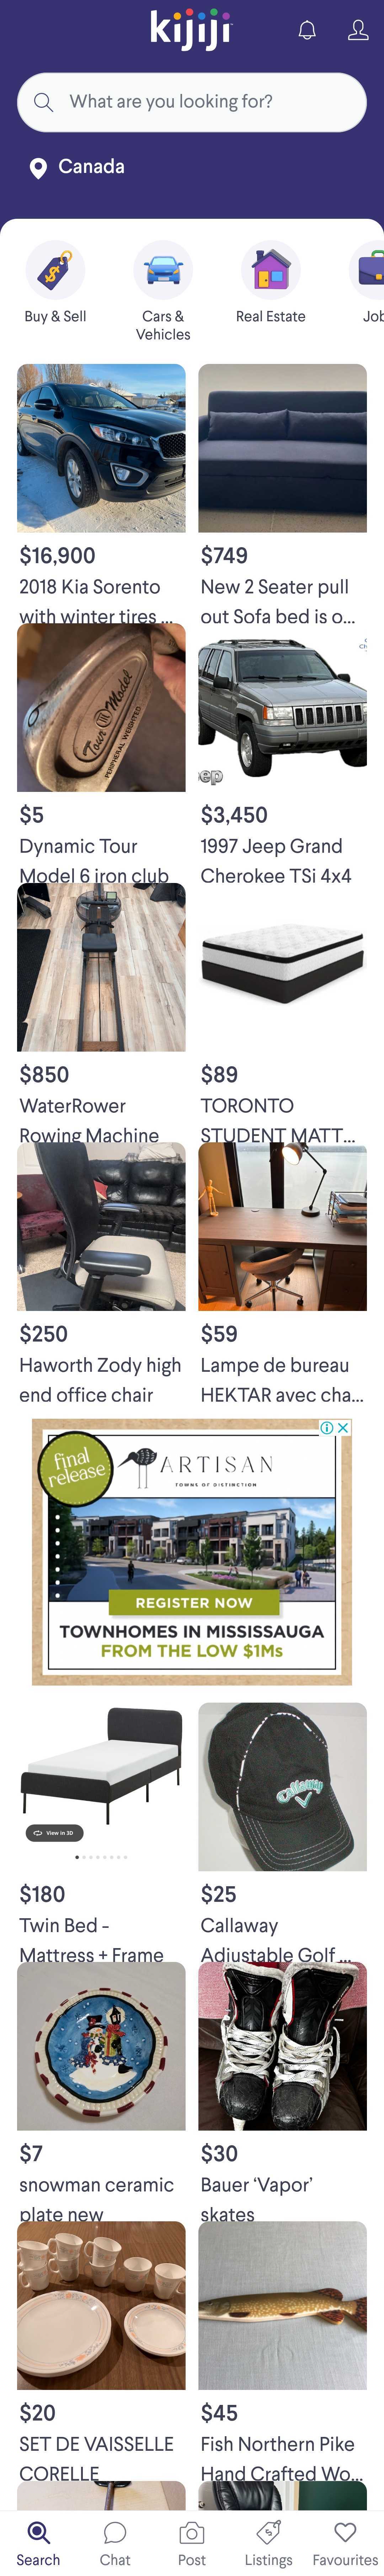 kijiji
What are you looking for?
Canada
Buy & Sell
Cars &
Vehicles
Real Estate
Job
$16,900
2018 Kia Sorento
with winter tires ...
$749
New 2 Seater pull
out Sofa bed is o...
Tour Model
PERIPHERAL WEIGHTED
eep
$5
Dynamic Tour
Model 6 iron club
$3,450
1997 Jeep Grand
Cherokee TSi 4x4
$850
WaterRower
Rowing Machine
$89
TORONTO
STUDENT MATT...
$250
Haworth Zody high
end office chair
$59
Lampe de bureau
HEKTAR avec cha...
final
release
ARTISAN
TOWNS OF DISTINCTION
REGISTER NOW
TOWNHOMES IN MISSISSAUGA
FROM THE LOW $1Ms
View in 3D
Callaway
$180
Twin Bed -
Mattress + Frame
$25
Callaway
Adjustable Golf ...
$7
snowman ceramic
plate new
$30
Bauer ‘Vapor’
skates
$20
SET DE VAISSELLE
CORELLE
$45
Fish Northern Pike
Hand Crafted Wo...
Search
Chat
Post
Listings
Favourites